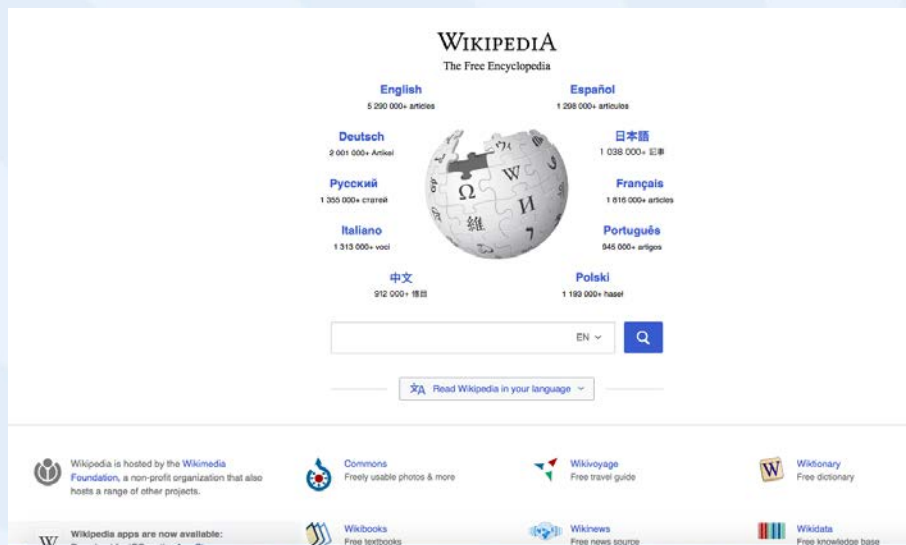 WIKIPEDIA
The Free Encyclopedia
English
5 290 000+ articles
Español
1 298 000+ artículos
Deutsch
2 001 000+ Artikel
日本語
1 038 000+ 記事
Русский
1 355 000+ статей
Français
1 816 000+ articles
Italiano
1 313 000+ voci
Português
945 000+ artigos
中文
912 000+ 條目
Polski
1 193 000+ haseł
Ω
W
И
維
ウィ
EN
文A Read Wikipedia in your language
Wikipedia is hosted by the Wikimedia
Foundation, a non-profit organization that also
hosts a range of other projects.
Commons
Freely usable photos & more
Wikivoyage
Free travel guide
W
Wiktionary
Free dictionary
W
Wikipedia apps are now available:
Wikibooks
Free textbooks
Wikinews
Free news source
Wikidata
Free knowledge base